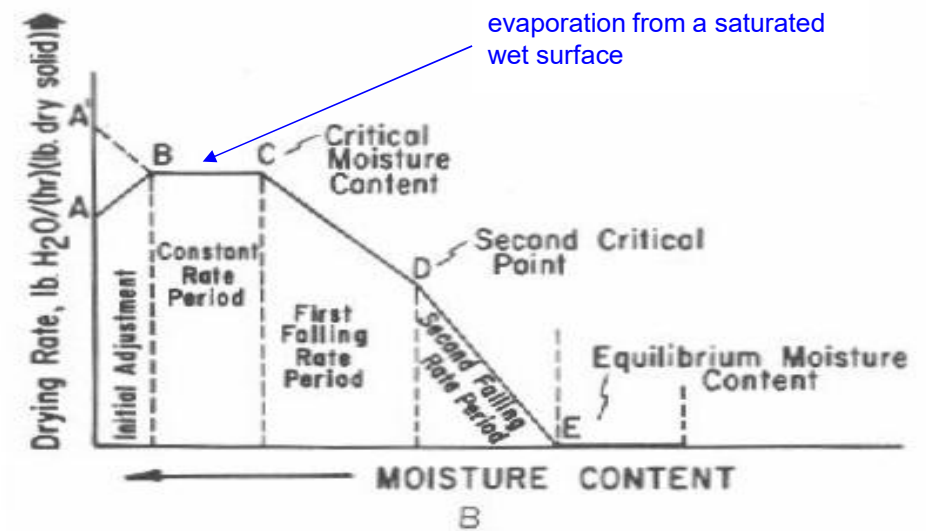 evaporation from a saturated
wet surface
Drying Rate, lb. H2O/(hr)(lb. dry solid)
A'
A
B
C
Critical
Moisture
Content
D
Second Critical
Point
Constant
Rate
Period
Initial Adjustment
First
Falling
Rate
Period
Second Falling
Rate Period
E
Equilibrium Moisture
Content
MOISTURE CONTENT
B